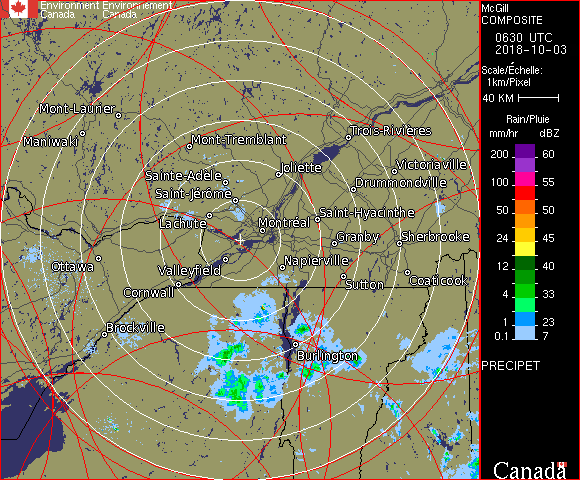 Environment Environnement
Canada Canada
Mont-Laurier
Maniwaki
Mont-Tremblant
Trois-Rivières
Joliette
Victoriaville
Sainte-Adèle
Drummondville
Saint-Jérôme
Lachute
Saint-Hyacinthe
Montréal
Granby
Sherbrooke
Ottawa
Valleyfield
Napierville
Cornwall
Sutton
Coaticook
Brockville
Burlington
McGill
COMPOSITE
0630 UTC
2018-10-03
Scale/Échelle:
1km/Pixel
40 KM
Rain/Pluie
mm/hr dBZ
200 60
100 55
50 50
24 45
12 40
4 33
1 23
0.1 7
PRECIPET
Canada